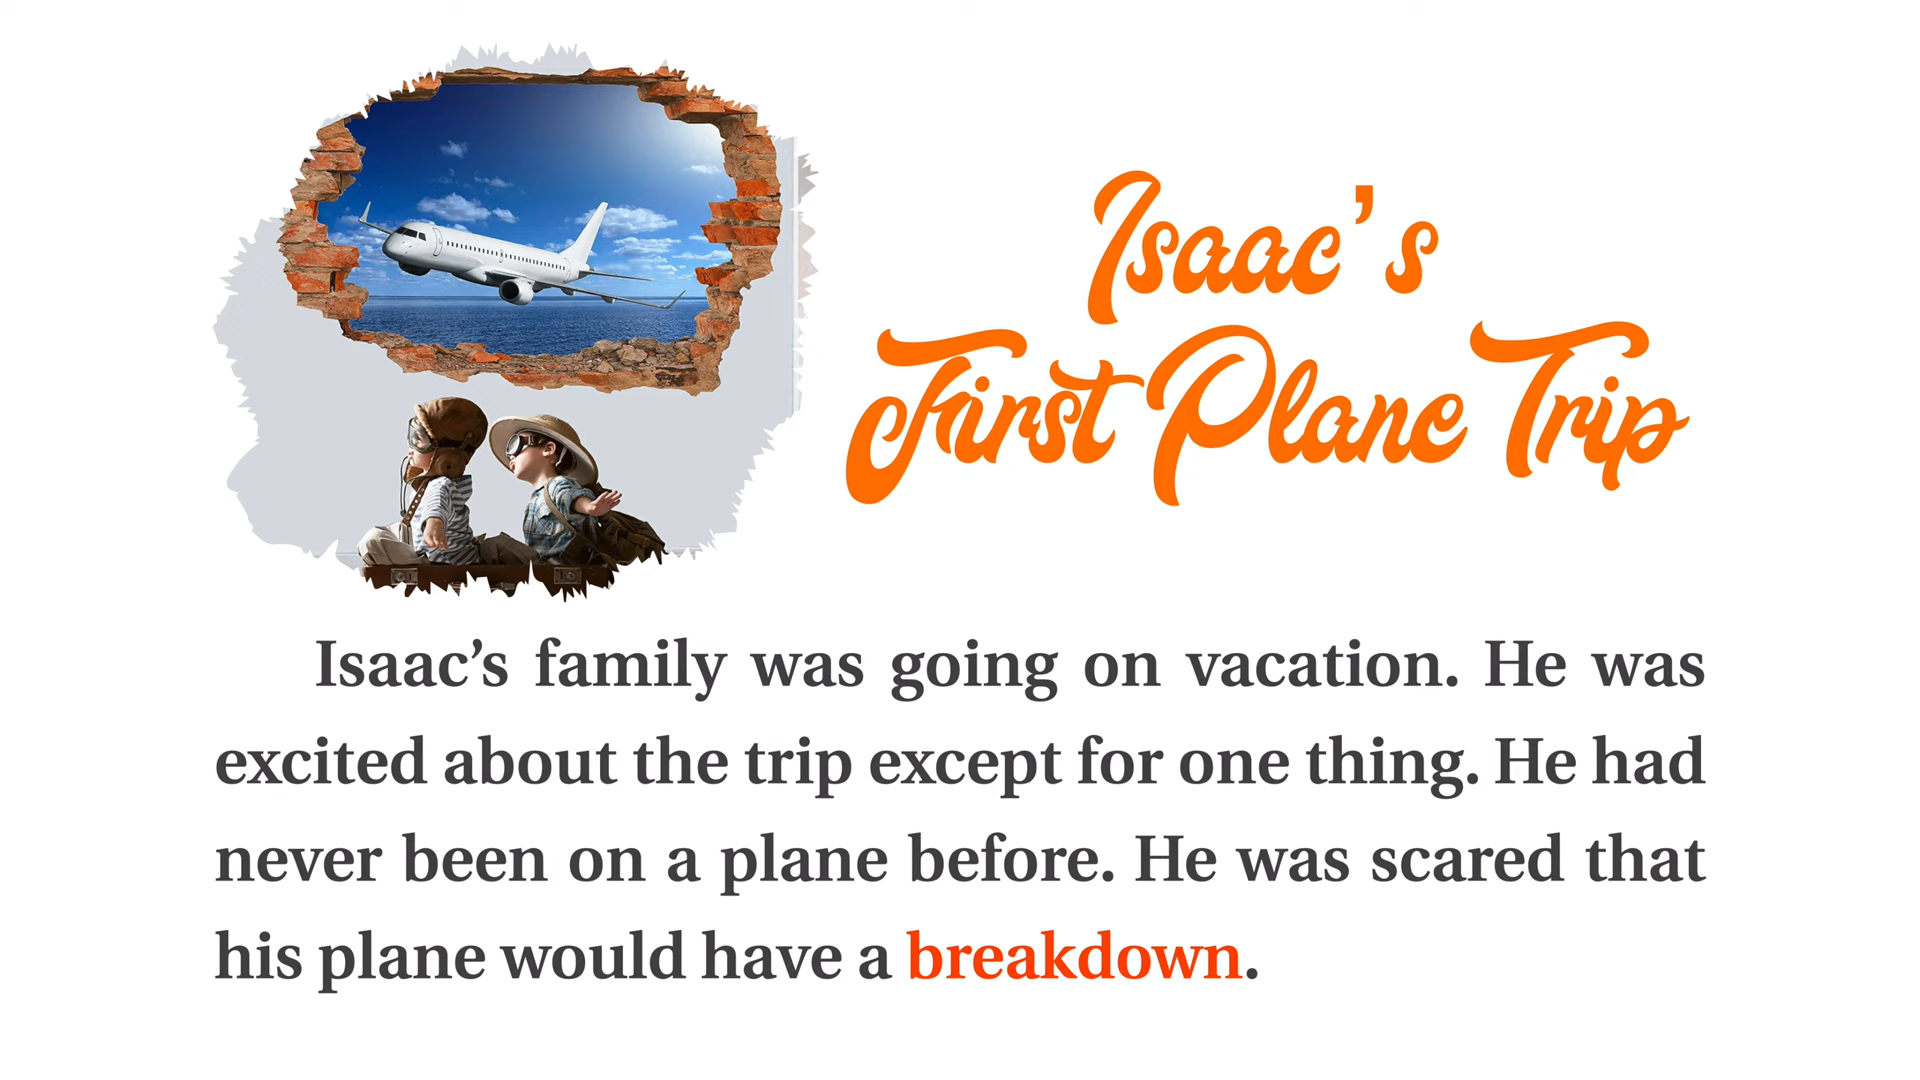 Isaac’s
First Plane Trip
Isaac’s family was going on vacation. He was
excited about the trip except for one thing. He had
never been on a plane before. He was scared that
his plane would have a breakdown.